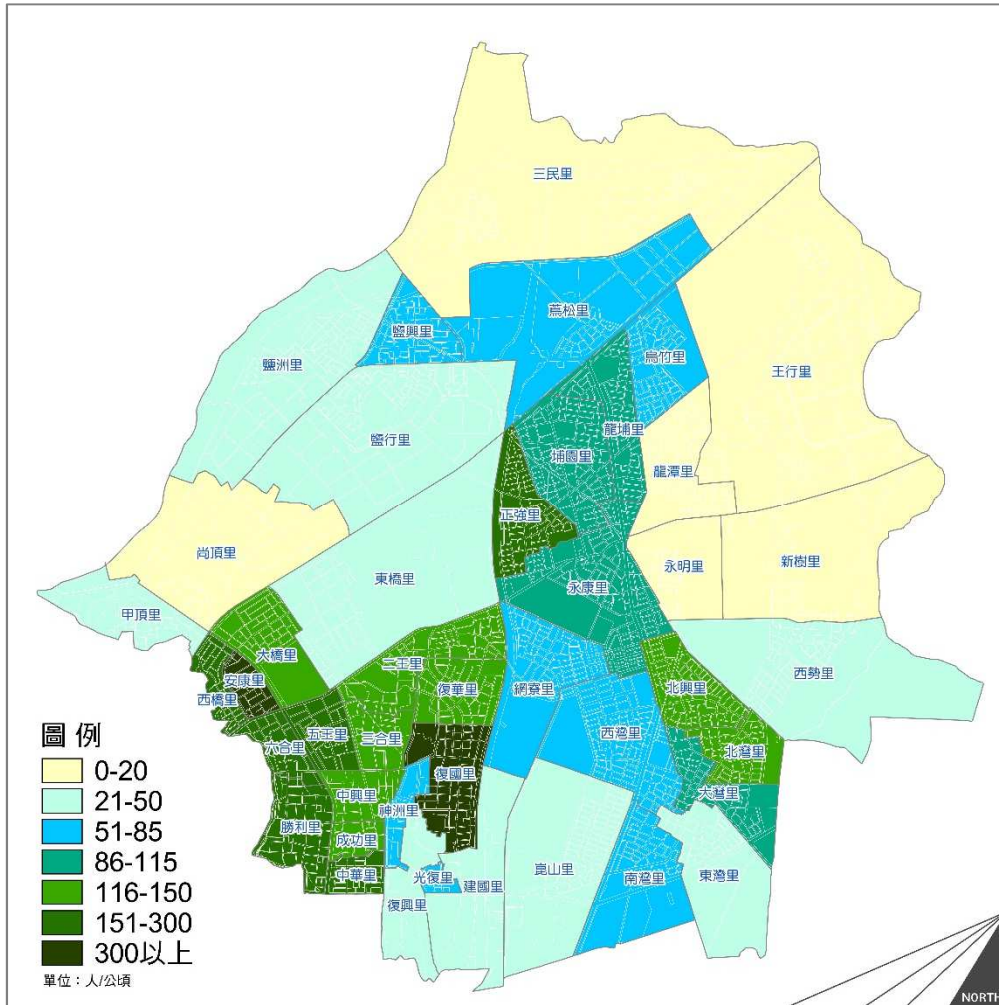 三民里
蔦松里
鹽興里
烏竹里
鹽洲里
王行里
鹽行里
龍埔里
埔園里
龍潭里
正強里
尚頂里
永明里
新樹里
東橋里
永康里
甲頂里
大橋里
二王里
西勢里
安康里
復華里
網寮里
北興里
西橋里
西灣里
五王里
三合里
六合里
北灣里
復國里
中興里
神洲里
大灣里
勝利里
成功里
崑山里
東灣里
中華里
光復里
建國里
南灣里
復興里
圖 例
0-20
21-50
51-85
86-115
116-150
151-300
300以上
單位：人/公頃
NORTH